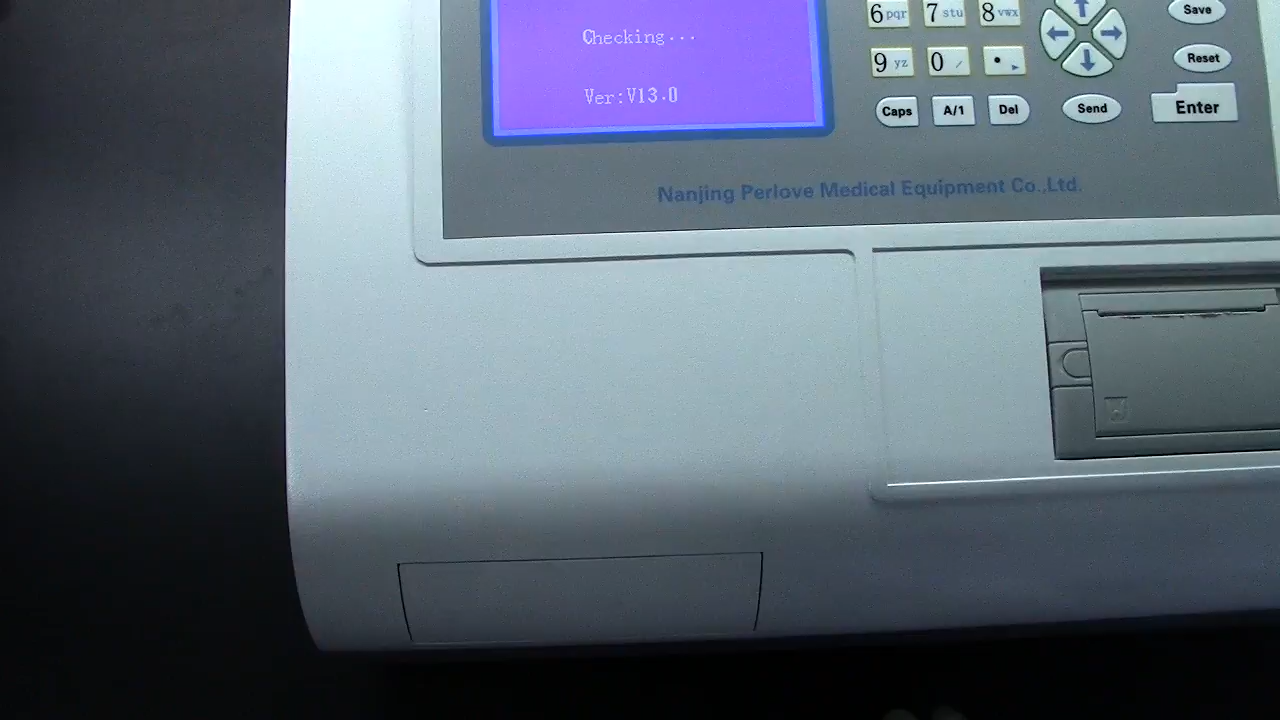 Checking...
Ver:V13.0
6 pqr 7 stu 8 vwx
9 yz 0 .
Caps A/1 Del Send
Save
Reset
Enter
Nanjing Perlove Medical Equipment Co.,Ltd.